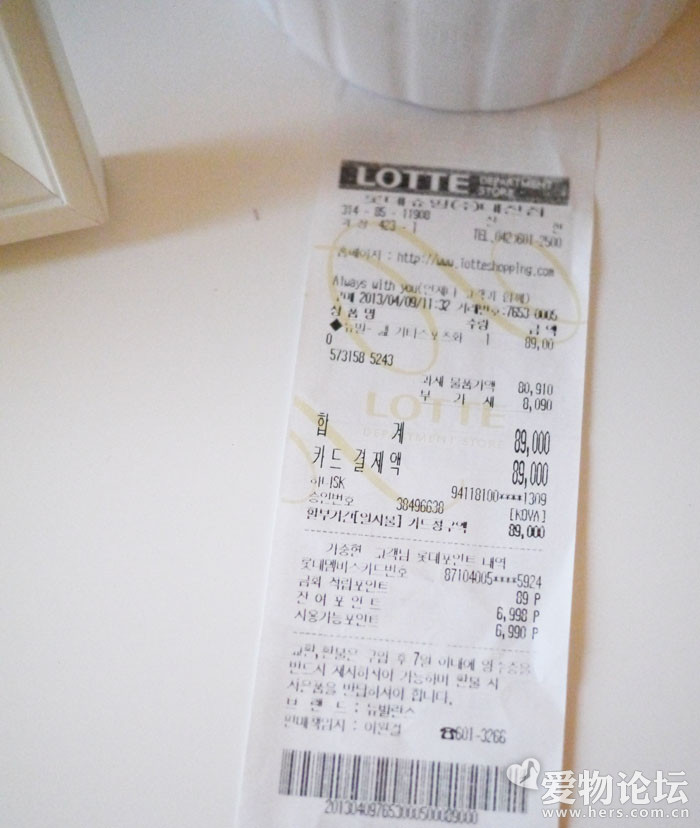 LOTTE DEPARTMENT STORE
롯데쇼핑(주)대전점
314 - 85 - 11908
423 - 1 TEL.(042)601-2500
홈페이지 : http://www.lotteshopping.com
Always with you(언제나 고객과 함께)
2013/04/09/11:32 거래번호:7653-0005
상 품 명 수량 금 액
◆뉴발- 기타스포츠화 1 89,00
0
573158 5243
과세 물품가액 80,910
부 가 세 8,090
LOTTE
DEPARTMENT STORE
합 계 89,000
카드 결제액 89,000
하나SK 94118100****1309
승인번호 38496638 [KOVA]
할부기간[일시불] 카드청구액 89,000
가승현 고객님 롯데포인트 내역
롯데멤버스카드번호 87104005****5924
금회 적립포인트 89 P
잔 여 포 인 트 6,998 P
사용가능포인트 6,990 P
교환,환불은 구입 후 7일 이내에 영수증을
반드시 제시하셔야 가능하며 환불 시
사은품을 반납하셔야 합니다.
브 랜 드 : 뉴발란스
판매책임자 : 이원걸 ☎601-3266
201304097653000500089000
爱物论坛
www.hers.com.cn